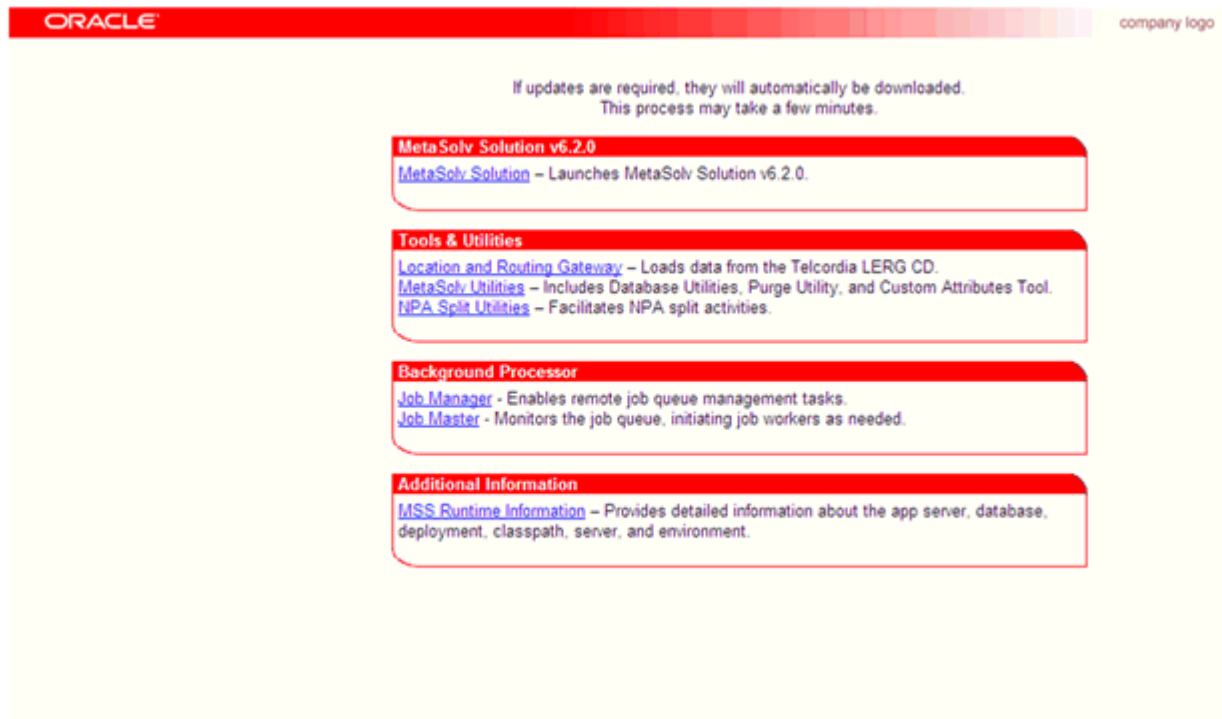 ORACLE
company logo
If updates are required, they will automatically be downloaded.
This process may take a few minutes.
MetaSolv Solution v6.2.0
MetaSolv Solution – Launches MetaSolv Solution v6.2.0.
Tools & Utilities
Location and Routing Gateway – Loads data from the Telcordia LERG CD.
MetaSolv Utilities – Includes Database Utilities, Purge Utility, and Custom Attributes Tool.
NPA Split Utilities – Facilitates NPA split activities.
Background Processor
Job Manager - Enables remote job queue management tasks.
Job Master - Monitors the job queue, initiating job workers as needed.
Additional Information
MSS Runtime Information – Provides detailed information about the app server, database,
deployment, classpath, server, and environment.